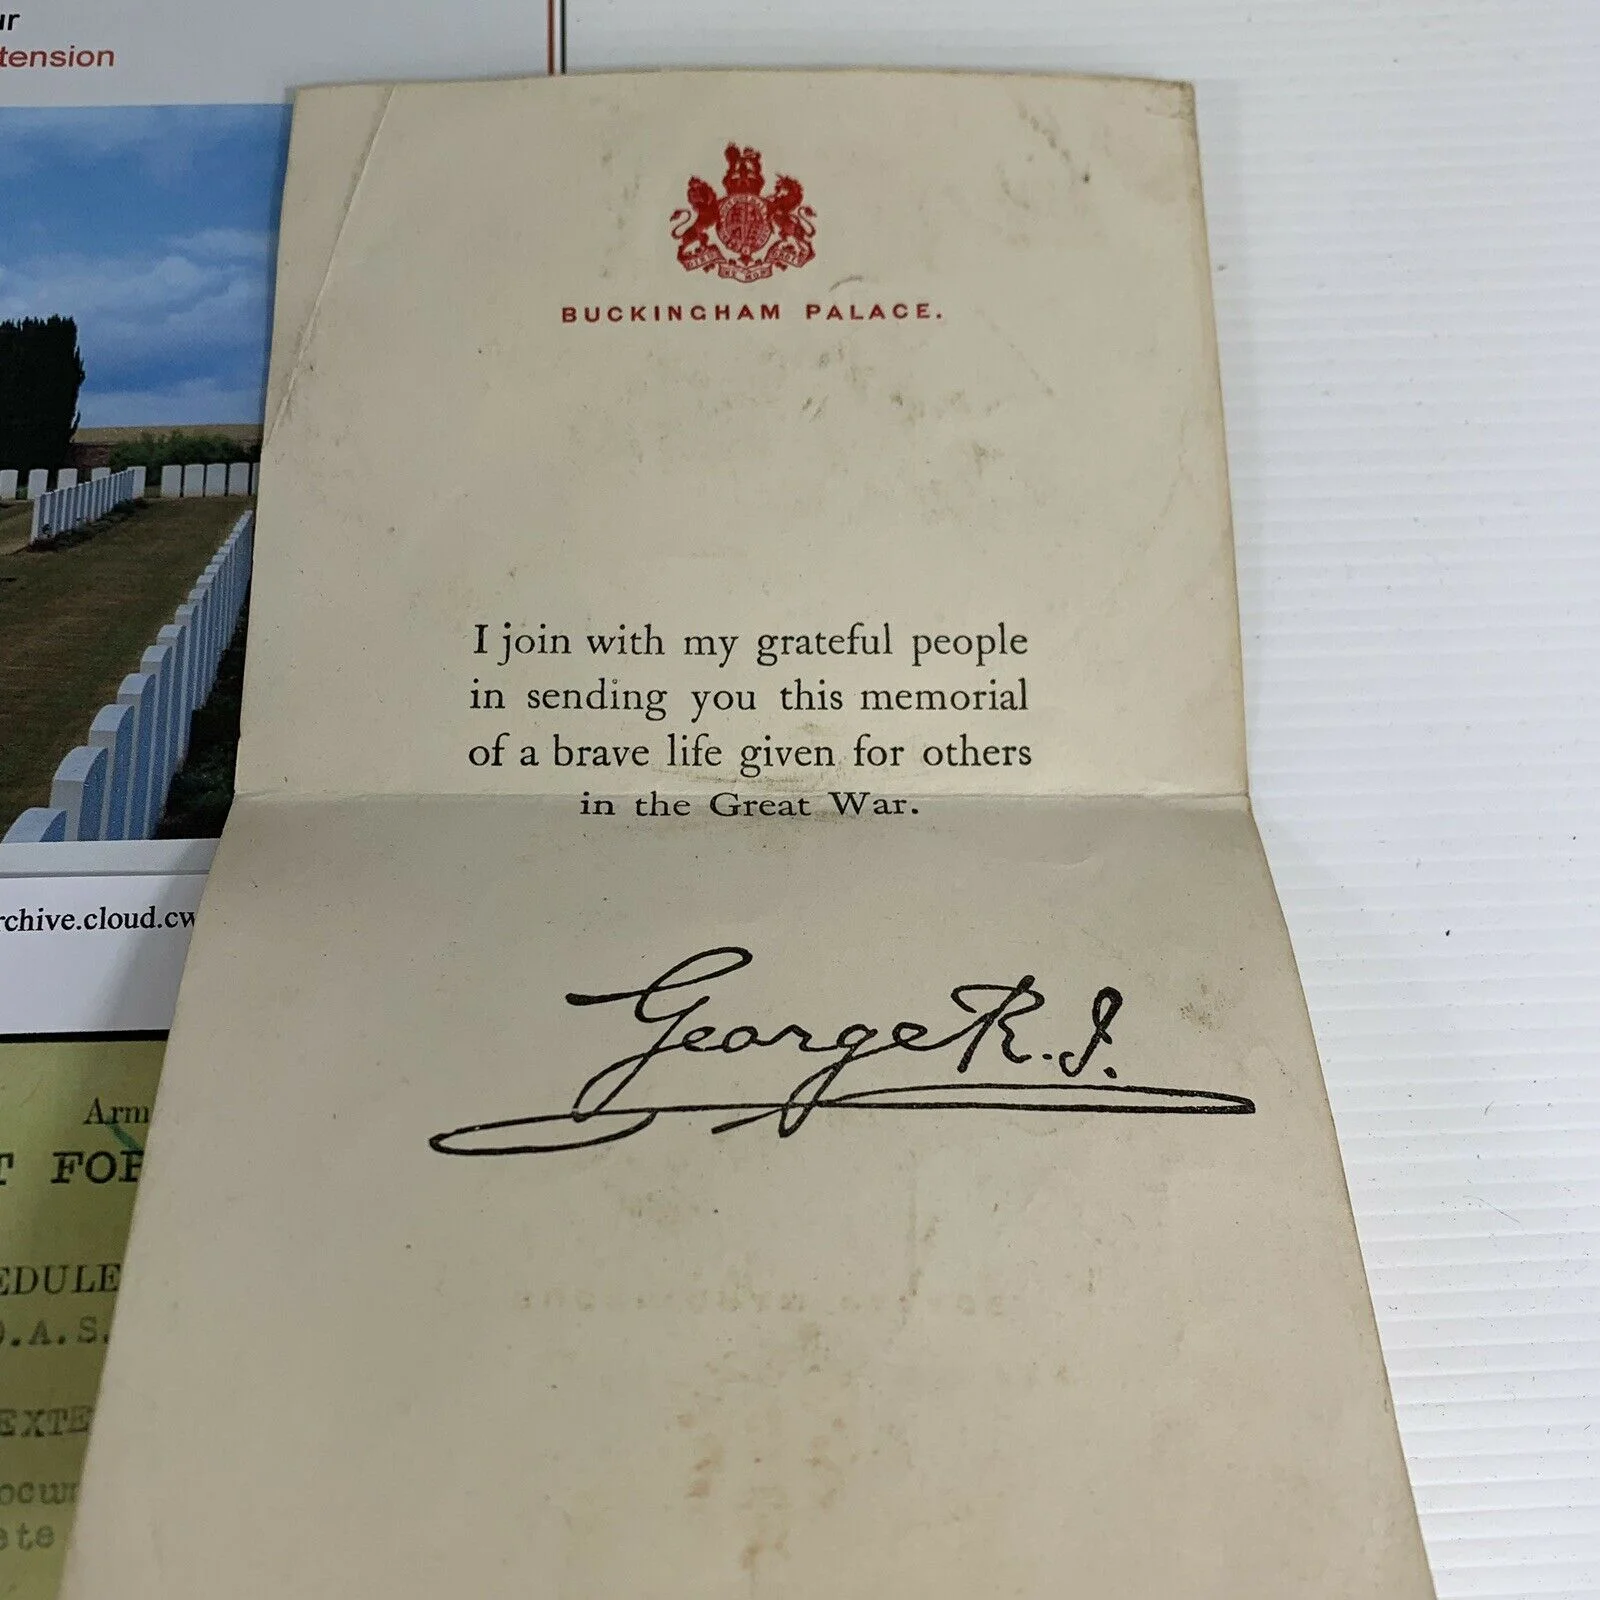 ur
tension
BUCKINGHAM PALACE.
I join with my grateful people
in sending you this memorial
of a brave life given for others
in the Great War.
George R.I.
rchive.cloud.cw
Arm
T FOR
EDULE
O.A.S.
EXTE
ocum
ete